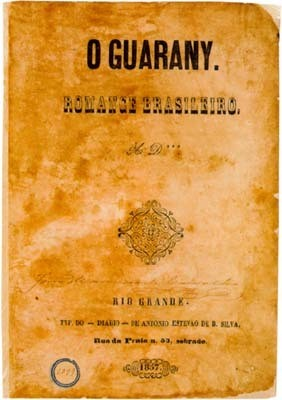 O GUARANY.
ROMANCE BRASILEIRO.
A D***
RIO GRANDE.
TYP. DO — DIARIO — DE ANTONIO ESTEVÃO DE B. SILVA,
Rua da Praia n. 53, sobrado.
1857.